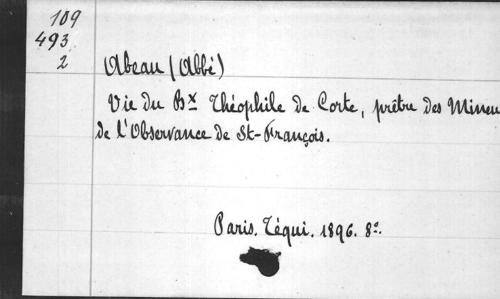 109
493
2
Abeau (Abbé)
Vie du Bx Théophile de Corte, prêtre des Mineu
de l'Observance de St-François.
Paris. Téqui. 1896. 8º.